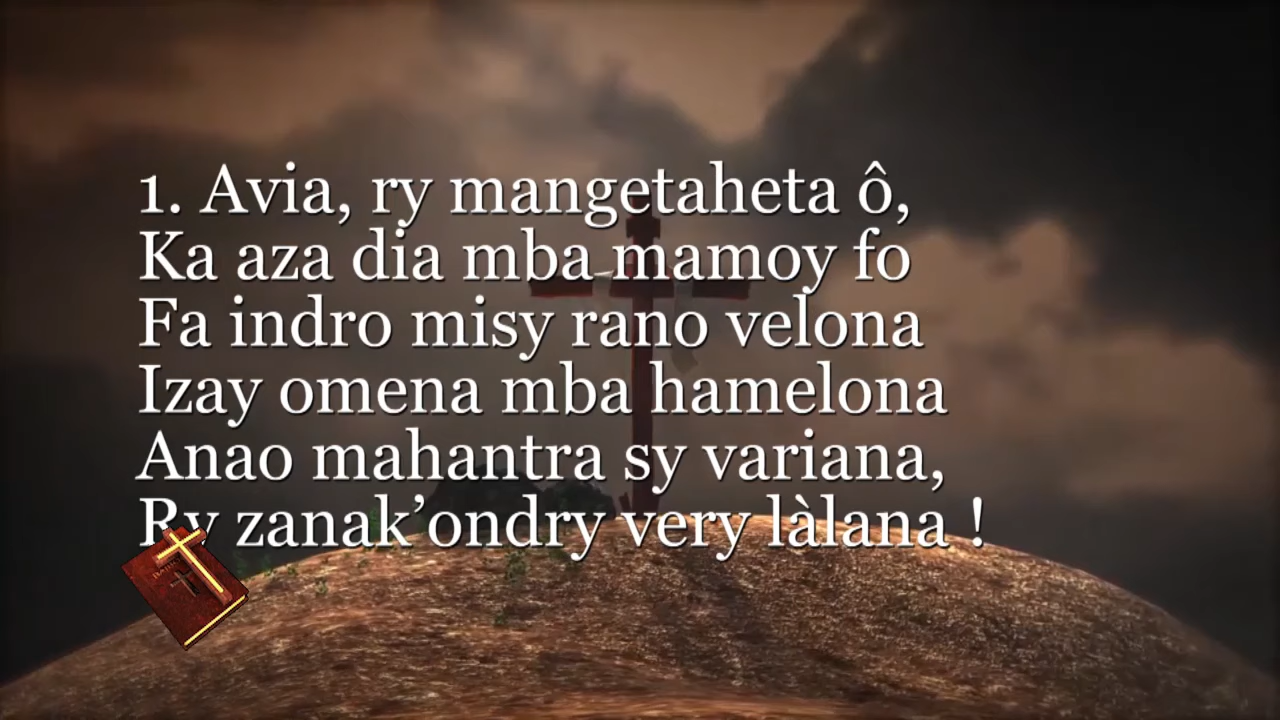 1. Avia, ry mangetaheta ô,
Ka aza dia mba mamoy fo
Fa indro misy rano velona
Izay omena mba hamelona
Anao mahantra sy variana,
Ry zanak’ondry very làlana !